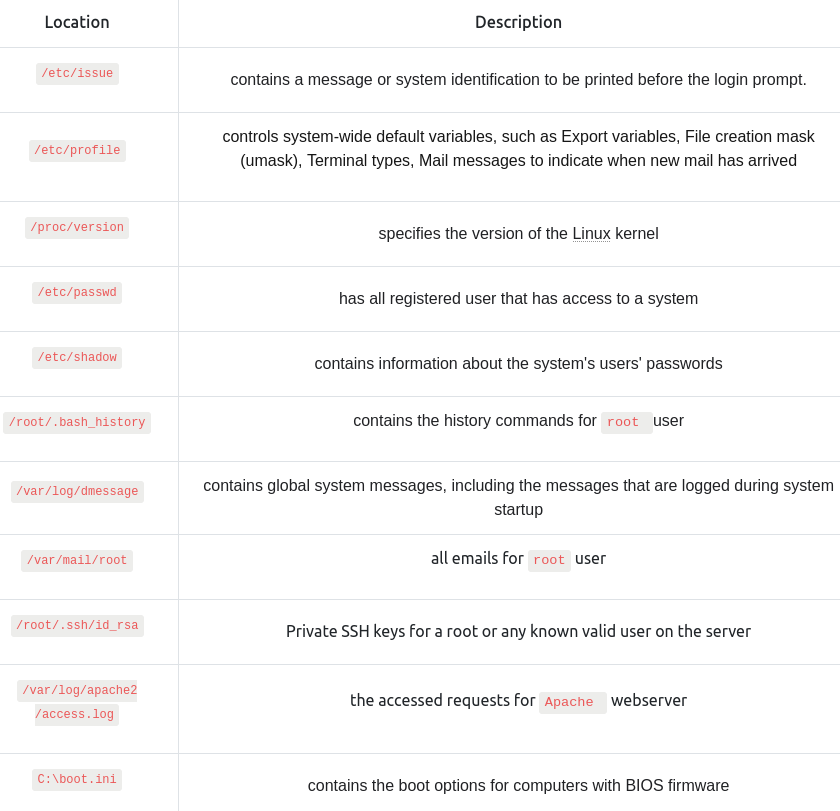 Location Description
/etc/issue
contains a message or system identification to be printed before the login prompt.
/etc/profile
controls system-wide default variables, such as Export variables, File creation mask
(umask), Terminal types, Mail messages to indicate when new mail has arrived
/proc/version
specifies the version of the Linux kernel
/etc/passwd
has all registered user that has access to a system
/etc/shadow
contains information about the system's users' passwords
/root/.bash_history
contains the history commands for root user
/var/log/dmessage
contains global system messages, including the messages that are logged during system
startup
/var/mail/root
all emails for root user
/root/.ssh/id_rsa
Private SSH keys for a root or any known valid user on the server
/var/log/apache2
/access.log
the accessed requests for Apache webserver
C:\boot.ini
contains the boot options for computers with BIOS firmware